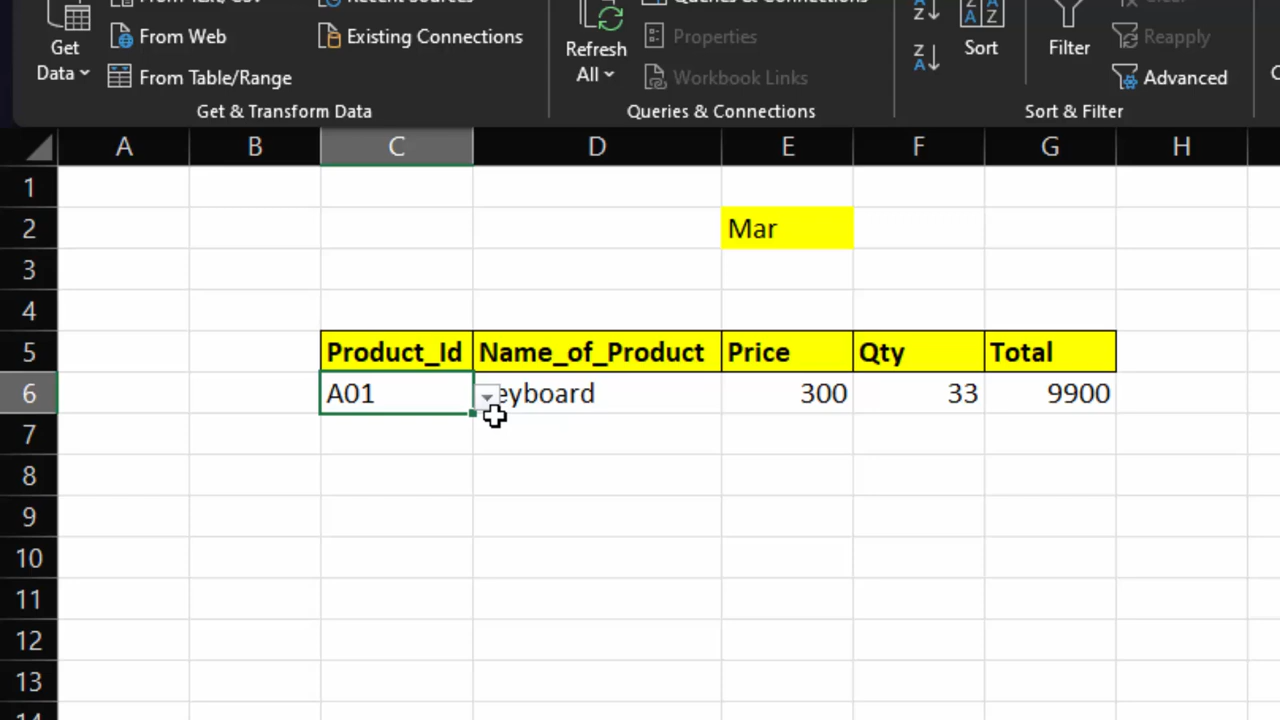 From Web
Existing Connections
Get
Data
From Table/Range
Get & Transform Data
Refresh
All
Properties
Workbook Links
Queries & Connections
Z
A
Z Z
A A
Sort
Filter
Reapply
Advanced
Sort & Filter
A B C D E F G H
1
2 Mar
3
4
5 Product_Id Name_of_Product Price Qty Total
6 A01 eyboard 300 33 9900
7
8
9
10
11
12
13